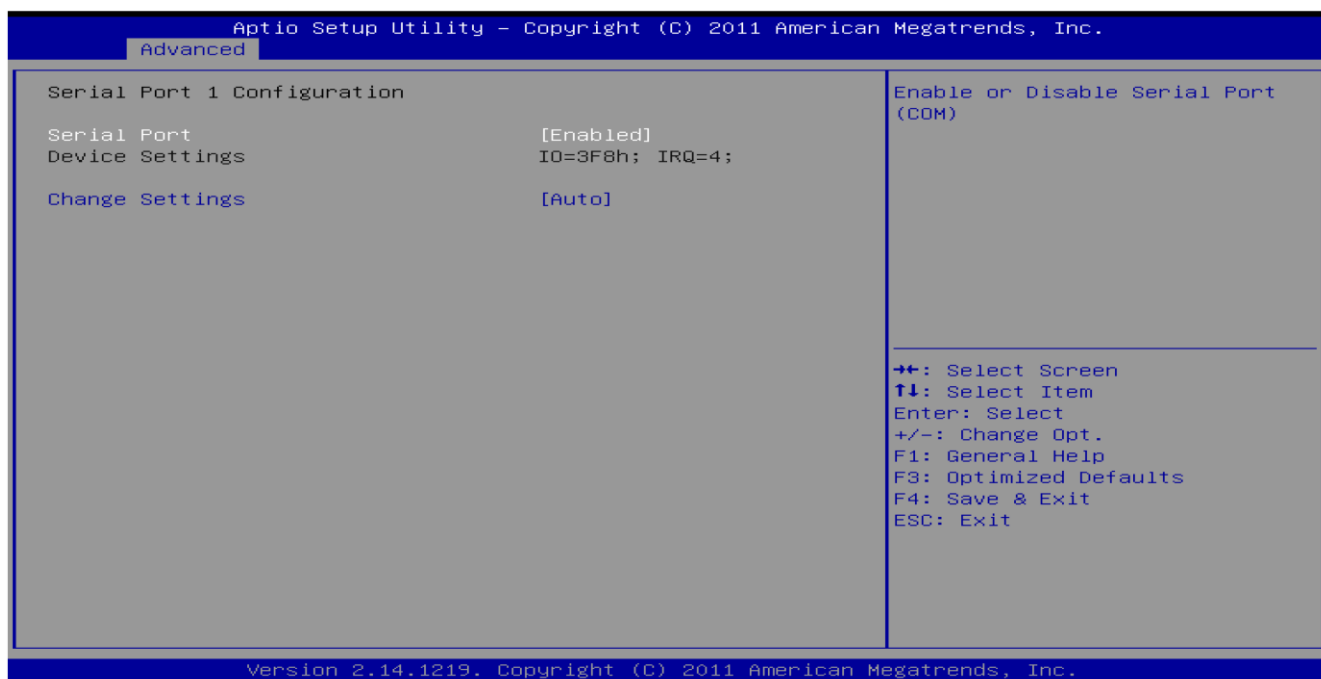 Aptio Setup Utility – Copyright (C) 2011 American Megatrends, Inc.
Advanced
Serial Port 1 Configuration
Serial Port [Enabled]
Device Settings IO=3F8h; IRQ=4;
Change Settings [Auto]
Enable or Disable Serial Port
(COM)
→←: Select Screen
↑↓: Select Item
Enter: Select
+/-: Change Opt.
F1: General Help
F3: Optimized Defaults
F4: Save & Exit
ESC: Exit
Version 2.14.1219. Copyright (C) 2011 American Megatrends, Inc.